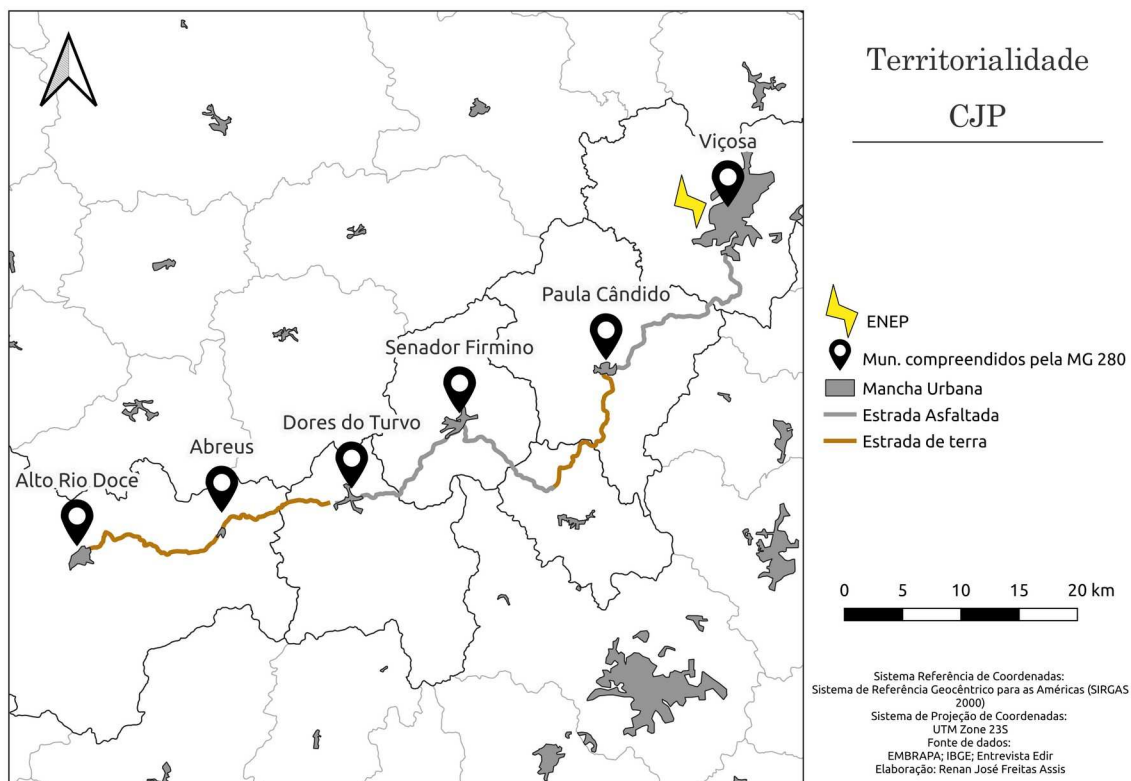 Territorialidade
CJP
Viçosa
Paula Cândido
Senador Firmino
Dores do Turvo
Abreus
Alto Rio Doce
ENEP
Mun. compreendidos pela MG 280
Mancha Urbana
Estrada Asfaltada
Estrada de terra
0 5 10 15 20 km
Sistema Referência de Coordenadas:
Sistema de Referência Geocêntrico para as Américas (SIRGAS
2000)
Sistema de Projeção de Coordenadas:
UTM Zone 23S
Fonte de dados:
EMBRAPA; IBGE; Entrevista Edir
Elaboração: Renan José Freitas Assis